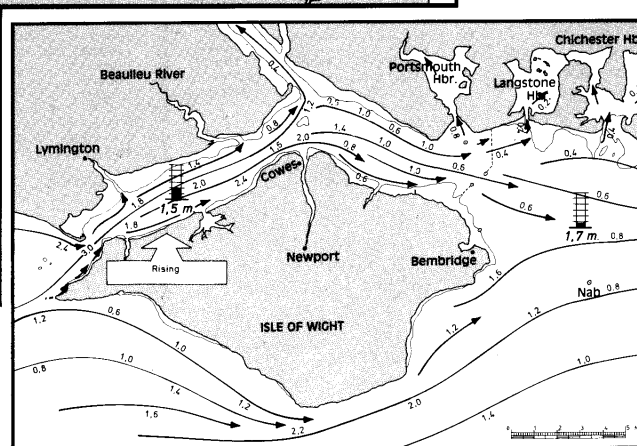 Chichester Hb
Portsmouth
Hbr.
Langstone
Hb.
Beaulieu River
Lymington
Cowes
Newport
Bembridge
Nab
ISLE OF WIGHT
Rising
1,5 m.
1,7 m.
0,4
1,2
1,0
0,6
1,0
0,8
0,4
0,4
0,4
0,8
1,4
1,0
1,4
1,5
2,0
1,0
0,6
0,6
0,6
1,8
2,0
2,4
0,6
1,8
2,4
3,0
0,8
1,6
0,8
1,2
1,2
1,2
0,6
1,0
1,0
0,8
1,0
1,4
1,2
1,6
2,2
2,0
1,4
0 1 2 3 4 5